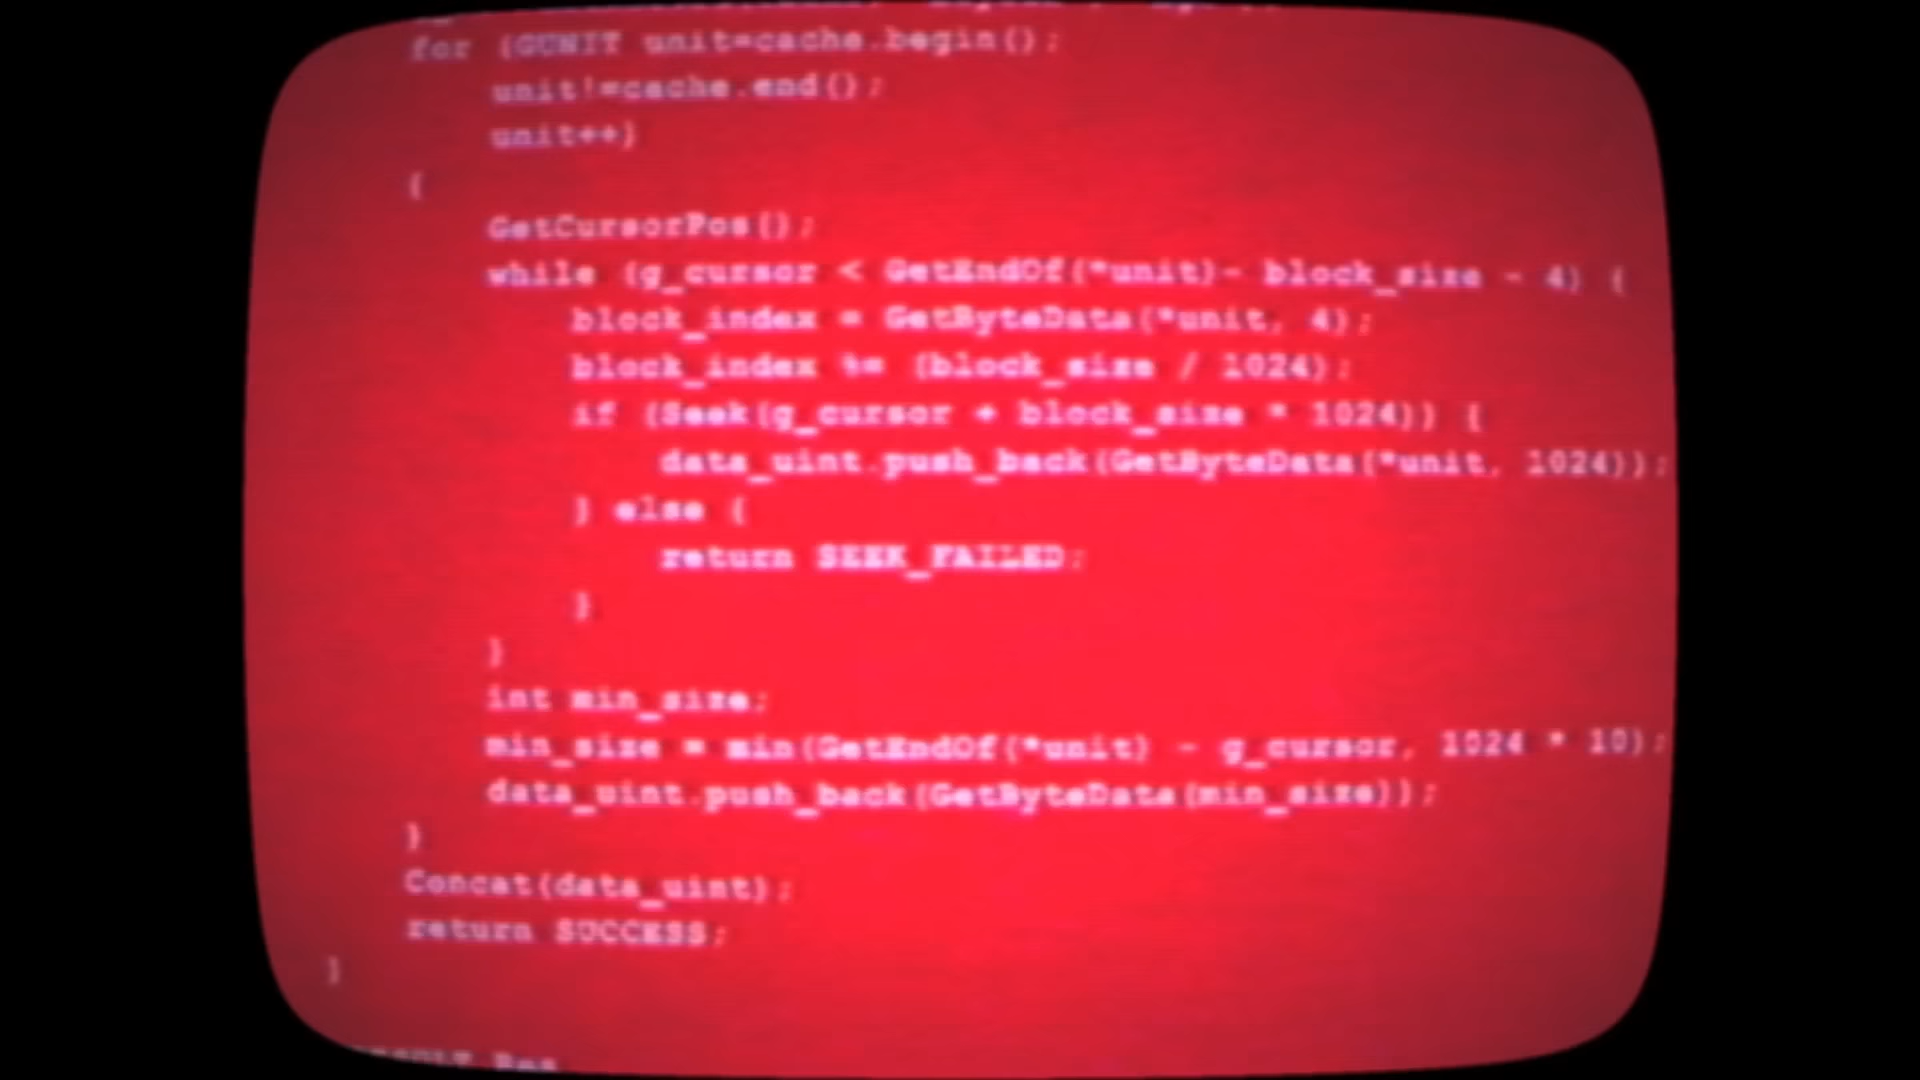 for (GUNIT unit=cache.begin();
unit!=cache.end();
unit++)
{
GetCursorPos();
while (g_cursor < GetEndOf(*unit)- block_size - 4) {
block_index = GetByteData(*unit, 4);
block_index %= (block_size / 1024);
if (Seek(g_cursor + block_size * 1024)) {
data_uint.push_back(GetByteData(*unit, 1024));
} else {
return SEEK_FAILED;
}
}
int min_size;
min_size = min(GetEndOf(*unit) - g_cursor, 1024 * 10);
data_uint.push_back(GetByteData(min_size));
}
Concat(data_uint);
return SUCCESS;
}